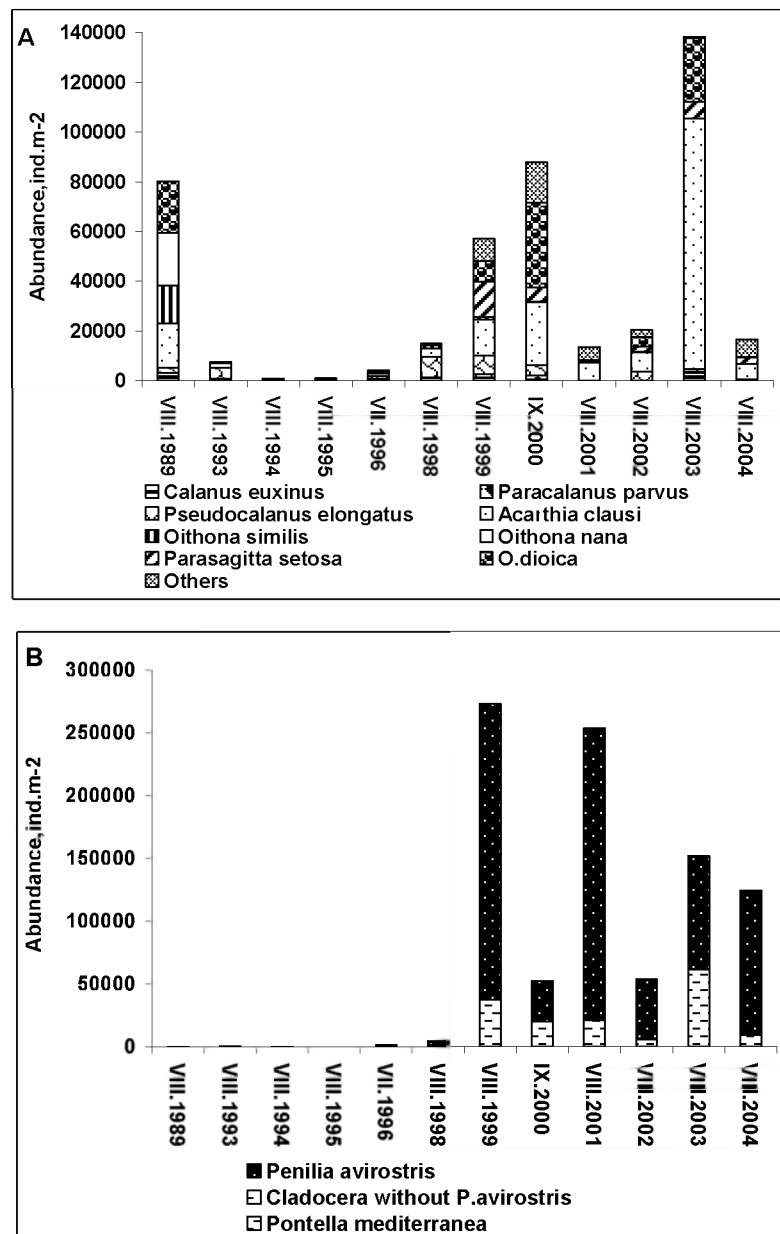 A
Abundance,ind.m-2
140000
120000
100000
80000
60000
40000
20000
0
VIII.1989
VIII.1993
VIII.1994
VIII.1995
VII.1996
VIII.1998
VIII.1999
IX.2000
VIII.2001
VIII.2002
VIII.2003
VIII.2004
Calanus euxinus
Paracalanus parvus
Pseudocalanus elongatus
Acarthia clausi
Oithona similis
Oithona nana
Parasagitta setosa
O.dioica
Others
B
Abundance,ind.m-2
300000
250000
200000
150000
100000
50000
0
VIII.1989
VIII.1993
VIII.1994
VIII.1995
VII.1996
VIII.1998
VIII.1999
IX.2000
VIII.2001
VIII.2002
VIII.2003
VIII.2004
Penilia avirostris
Cladocera without P.avirostris
Pontella mediterranea